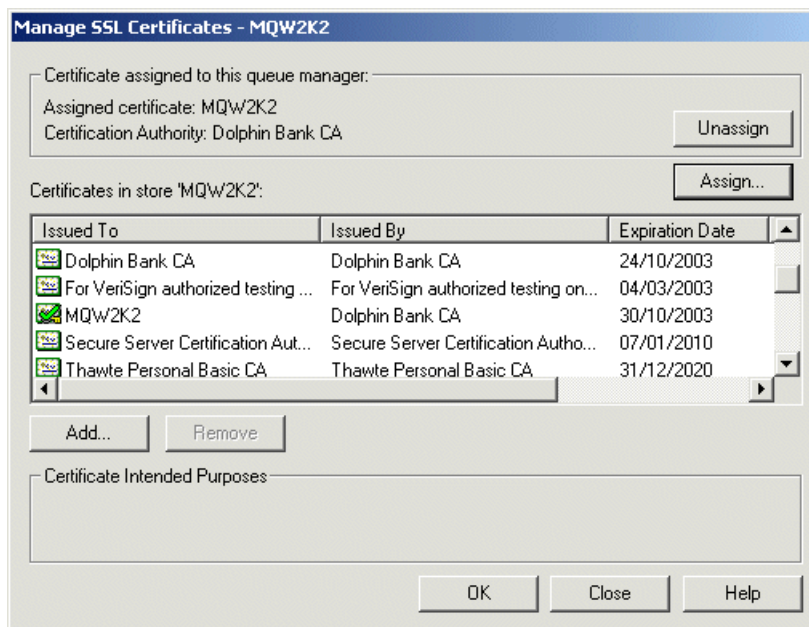 Manage SSL Certificates - MQW2K2
Certificate assigned to this queue manager:
Assigned certificate: MQW2K2
Certification Authority: Dolphin Bank CA
Unassign
Assign...
Certificates in store 'MQW2K2':
Issued To Issued By Expiration Date
Dolphin Bank CA Dolphin Bank CA 24/10/2003
For VeriSign authorized testing ... For VeriSign authorized testing on... 04/03/2003
MQW2K2 Dolphin Bank CA 30/10/2003
Secure Server Certification Aut... Secure Server Certification Autho... 07/01/2010
Thawte Personal Basic CA Thawte Personal Basic CA 31/12/2020
Add... Remove
Certificate Intended Purposes
OK Close Help